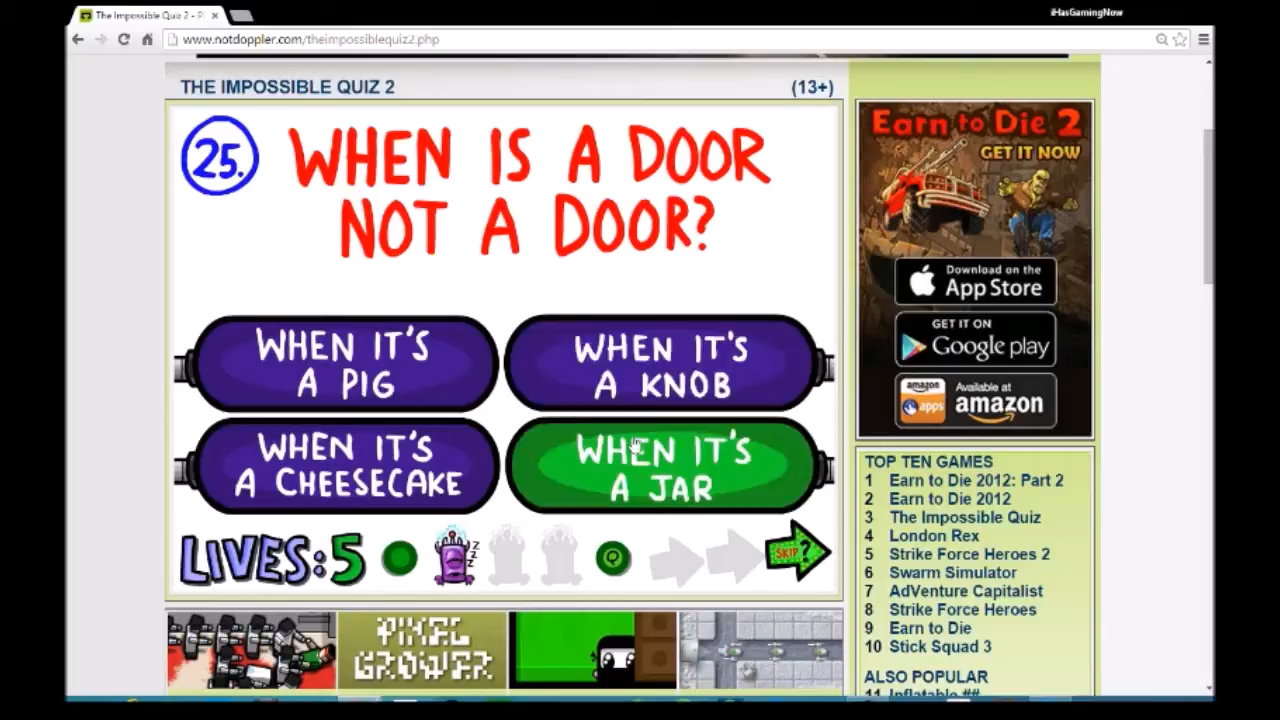 The Impossible Quiz 2 - Pl
iHasGamingNow
www.notdoppler.com/theimpossiblequiz2.php
THE IMPOSSIBLE QUIZ 2
(13+)
25.
WHEN IS A DOOR
NOT A DOOR?
WHEN IT'S
A PIG
WHEN IT'S
A KNOB
WHEN IT'S
A CHEESECAKE
WHEN IT'S
A JAR
LIVES:5
Z
Z
Z
SKIP?
PIXEL
GROWER
Earn to Die 2
GET IT NOW
Download on the
App Store
GET IT ON
Google play
amazon
apps
Available at
amazon
TOP TEN GAMES
1 Earn to Die 2012: Part 2
2 Earn to Die 2012
3 The Impossible Quiz
4 London Rex
5 Strike Force Heroes 2
6 Swarm Simulator
7 AdVenture Capitalist
8 Strike Force Heroes
9 Earn to Die
10 Stick Squad 3
ALSO POPULAR
11 Inflatable ##